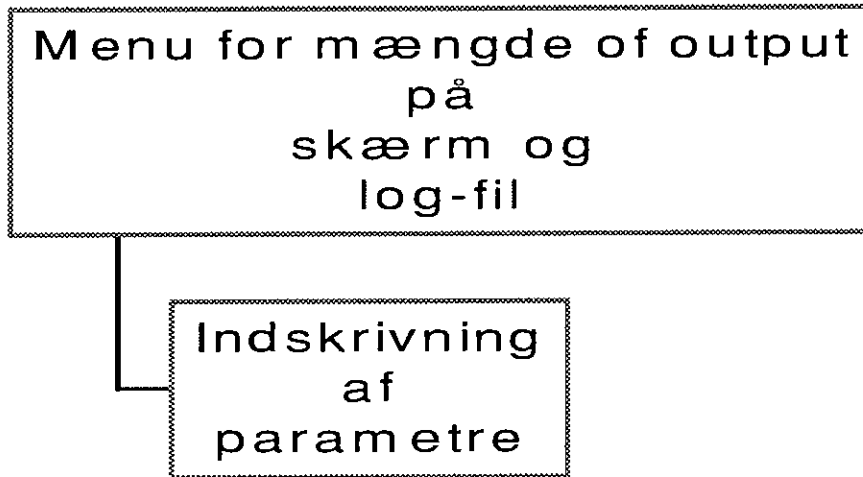 Menu for mængde of output
på
skærm og
log-fil
Indskrivning
af
parametre